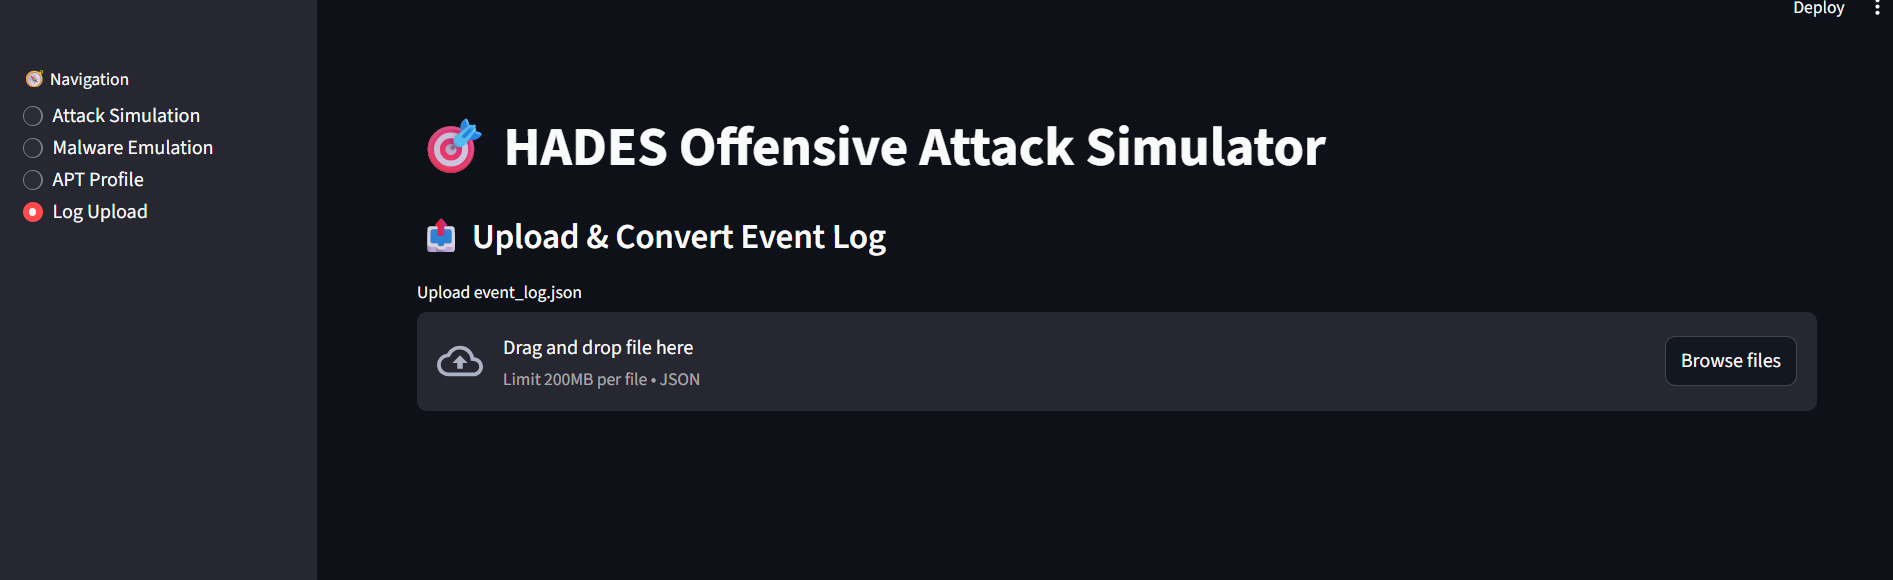 Deploy
Navigation
Attack Simulation
Malware Emulation
APT Profile
Log Upload
HADES Offensive Attack Simulator
Upload & Convert Event Log
Upload event_log.json
Drag and drop file here
Limit 200MB per file • JSON
Browse files